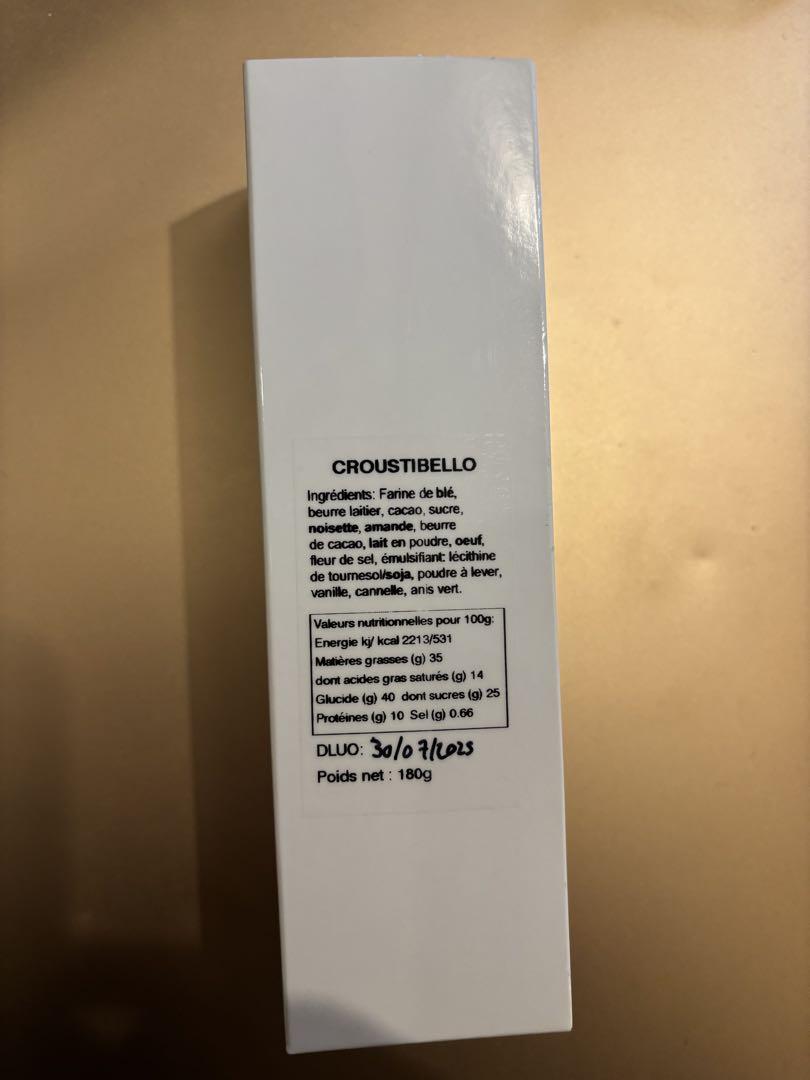 CROUSTIBELLO
Ingrédients: Farine de blé,
beurre laitier, cacao, sucre,
noisette, amande, beurre
de cacao, lait en poudre, oeuf,
fleur de sel, émulsifiant: lécithine
de tournesol/soja, poudre à lever,
vanille, cannelle, anis vert.
Valeurs nutritionnelles pour 100g:
Energie kj/ kcal 2213/531
Matières grasses (g) 35
dont acides gras saturés (g) 14
Glucide (g) 40 dont sucres (g) 25
Protéines (g) 10 Sel (g) 0.66
DLUO: 30/07/2025
Poids net : 180g